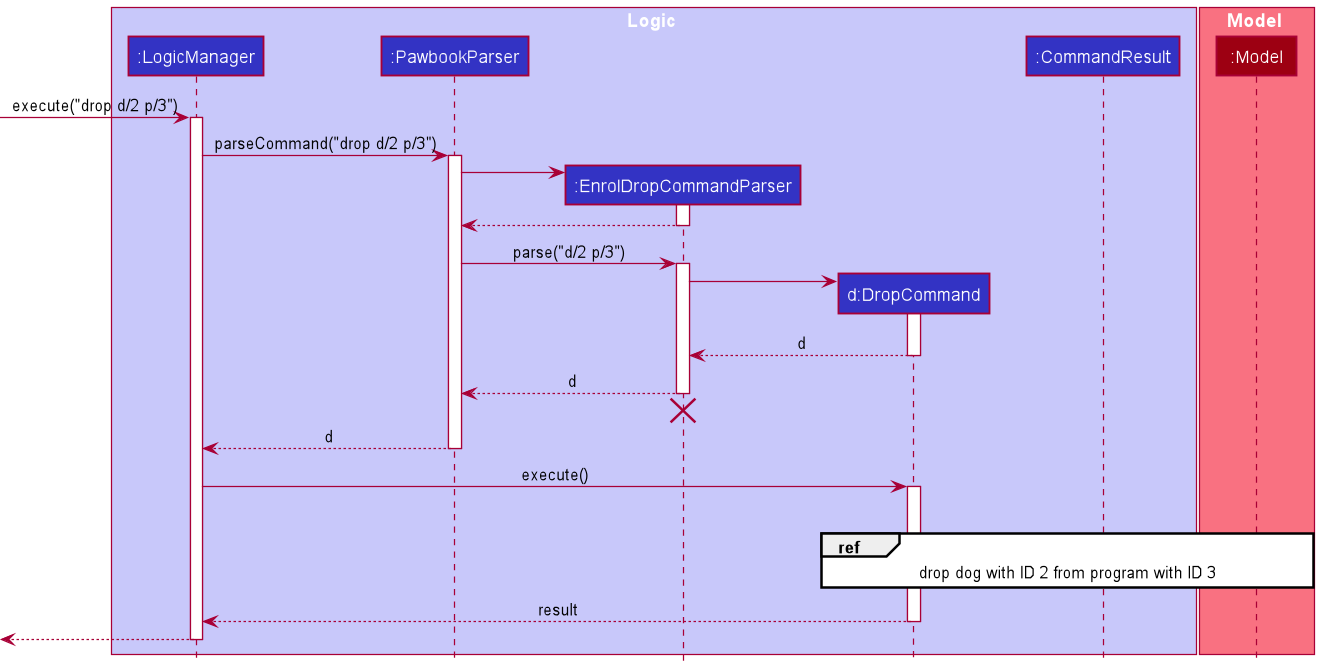 Logic
Model
:LogicManager
:PawbookParser
:CommandResult
:Model
execute("drop d/2 p/3")
parseCommand("drop d/2 p/3")
:EnrolDropCommandParser
parse("d/2 p/3")
d:DropCommand
d
d
d
execute()
ref
drop dog with ID 2 from program with ID 3
result